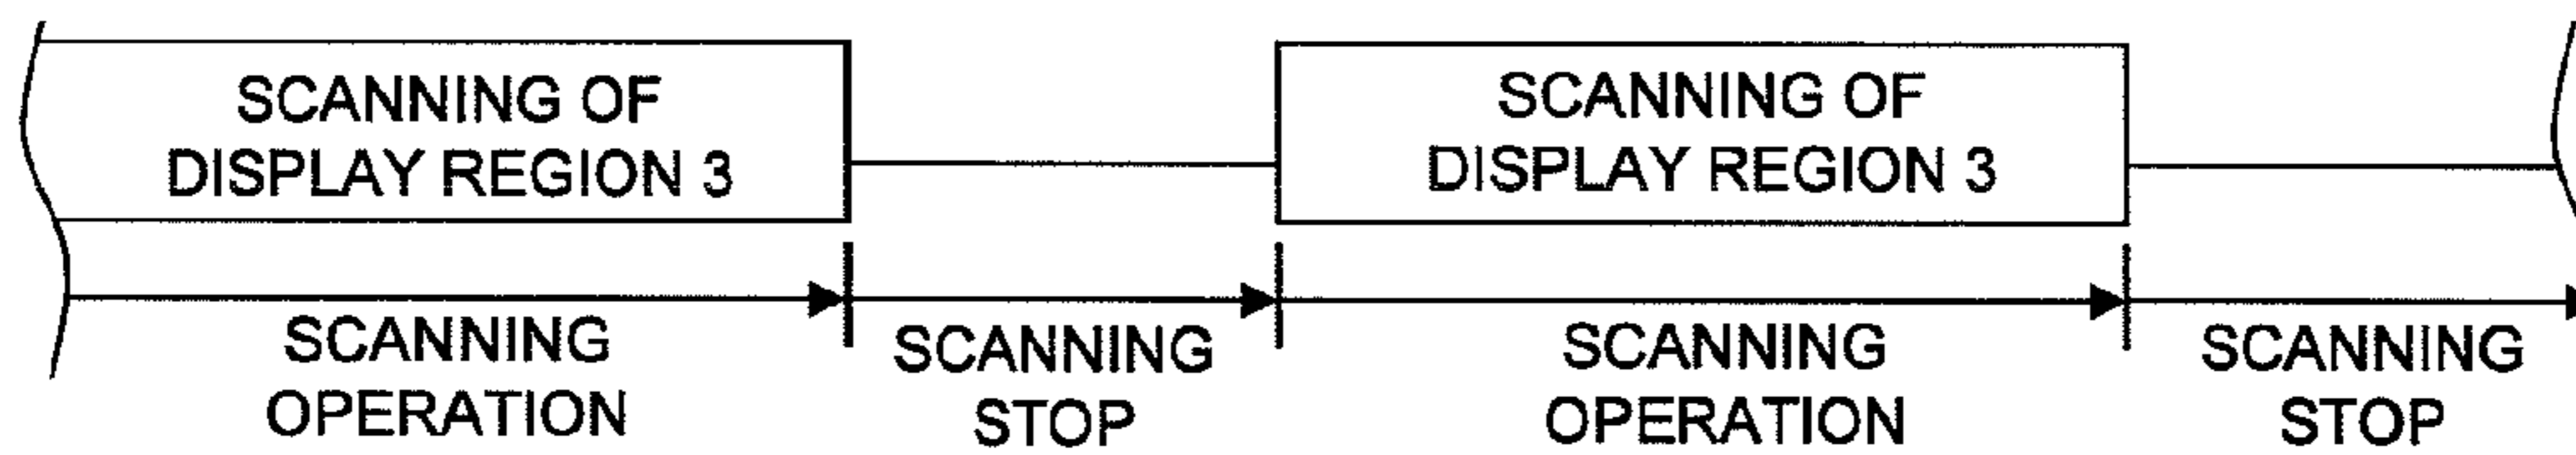 SCANNING OF
DISPLAY REGION 3
SCANNING OF
DISPLAY REGION 3
SCANNING
OPERATION
SCANNING
STOP
SCANNING
OPERATION
SCANNING
STOP